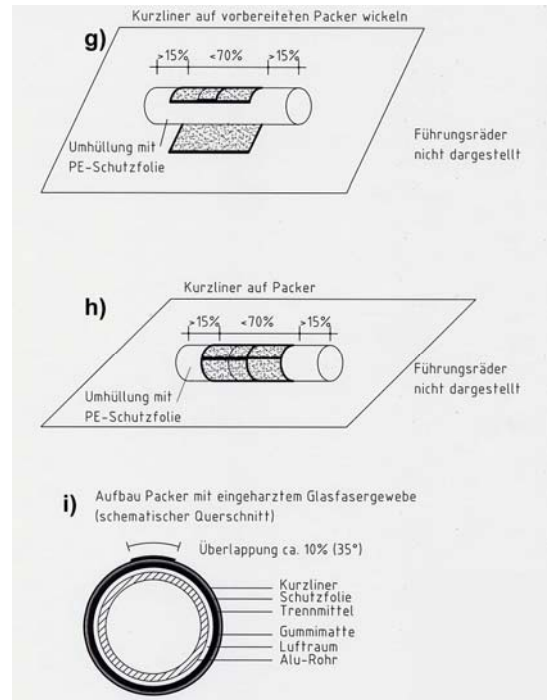 Kurzliner auf vorbereiteten Packer wickeln
g)
>15% <70% >15%
Umhüllung mit
PE-Schutzfolie
Führungsräder
nicht dargestellt
Kurzliner auf Packer
h)
>15% <70% >15%
Umhüllung mit
PE-Schutzfolie
Führungsräder
nicht dargestellt
i) Aufbau Packer mit eingeharztem Glasfasergewebe
(schematischer Querschnitt)
Überlappung ca. 10% (35°)
Kurzliner
Schutzfolie
Trennmittel
Gummimatte
Luftraum
Alu-Rohr